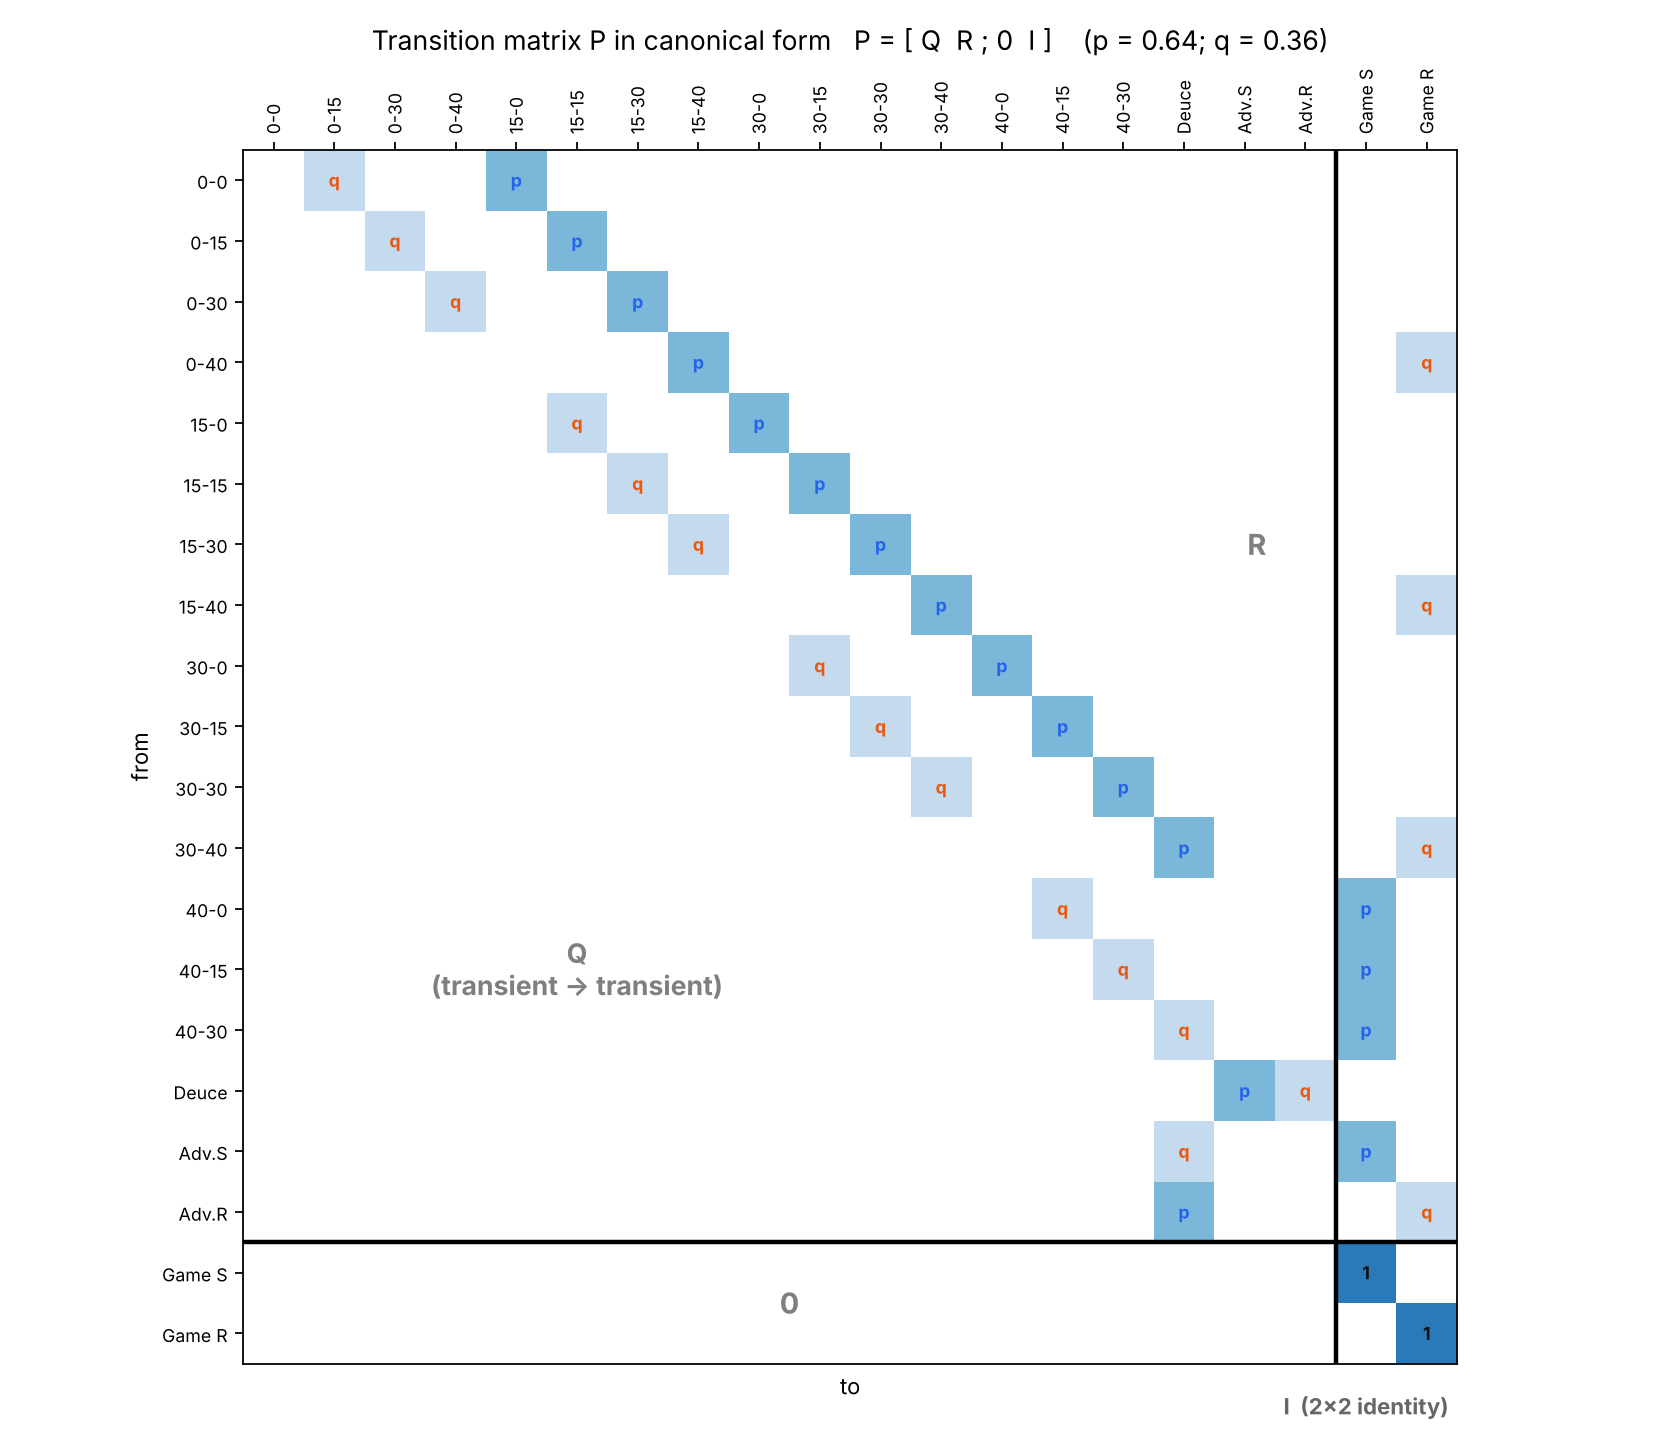 Transition matrix P in canonical form P = [ Q R ; 0 I ] (p = 0.64; q = 0.36)
0-0 0-15 0-30 0-40 15-0 15-15 15-30 15-40 30-0 30-15 30-30 30-40 40-0 40-15 40-30 Deuce Adv.S Adv.R Game S Game R
0-0 q p
0-15 q p
0-30 q p
0-40 p q
15-0 q p
15-15 q p
15-30 q p R
15-40 p q
30-0 q p
30-15 q p
from
30-30 q p
30-40 p q
40-0 q p
Q
40-15 q p
(transient → transient)
40-30 q p
Deuce p q
Adv.S q p
Adv.R p q
Game S 1
0
Game R 1
to
I (2×2 identity)